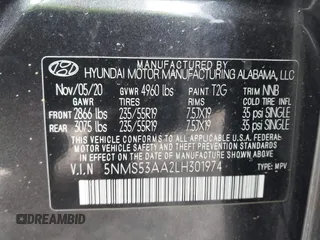 MANUFACTURED BY
HYUNDAI MOTOR MANUFACTURING ALABAMA, LLC
Nov/05/20 GVWR 4960 lbs PAINT T2G TRIM NNB
GAWR TIRES RIMS COLD TIRE PRESSURE
FRONT 2866 lbs 235/55R19 7.5JX19 35 psi SINGLE
REAR 3075 lbs 235/55R19 7.5JX19 35 psi SINGLE
THIS VEHICLE CONFORMS TO ALL APPLICABLE U.S. FEDERAL MOTOR VEHICLE SAFETY, BUMPER, AND THEFT PREVENTION STANDARDS IN EFFECT ON THE DATE OF MANUFACTURE SHOWN ABOVE.
V.I.N 5NMS53AA2LH301974
MPV